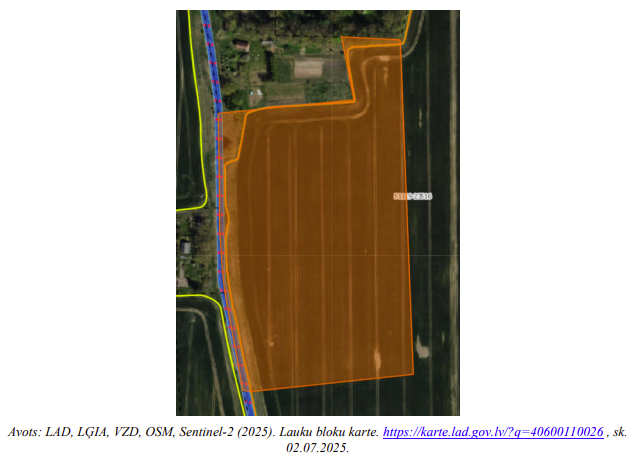 Avots: LAD, LĢIA, VZD, OSM, Sentinel-2 (2025). Lauku bloku karte. https://karte.lad.gov.lv/?q=40600110026 , sk.
02.07.2025.